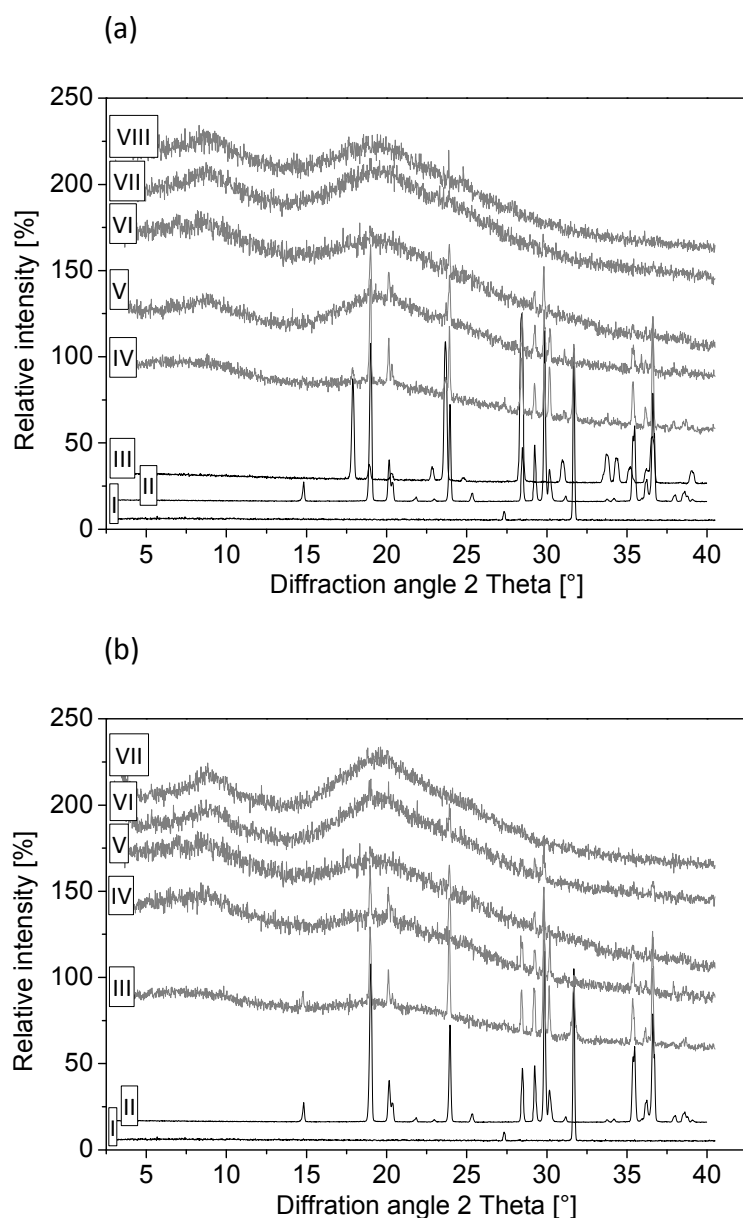 (a)
250
200
150
100
50
0
Relative intensity [%]
VIII
VII
VI
V
IV
III
II
I
5 10 15 20 25 30 35 40
Diffraction angle 2 Theta [°]
(b)
250
200
150
100
50
0
Relative intensity [%]
VII
VI
V
IV
III
II
I
5 10 15 20 25 30 35 40
Diffration angle 2 Theta [°]